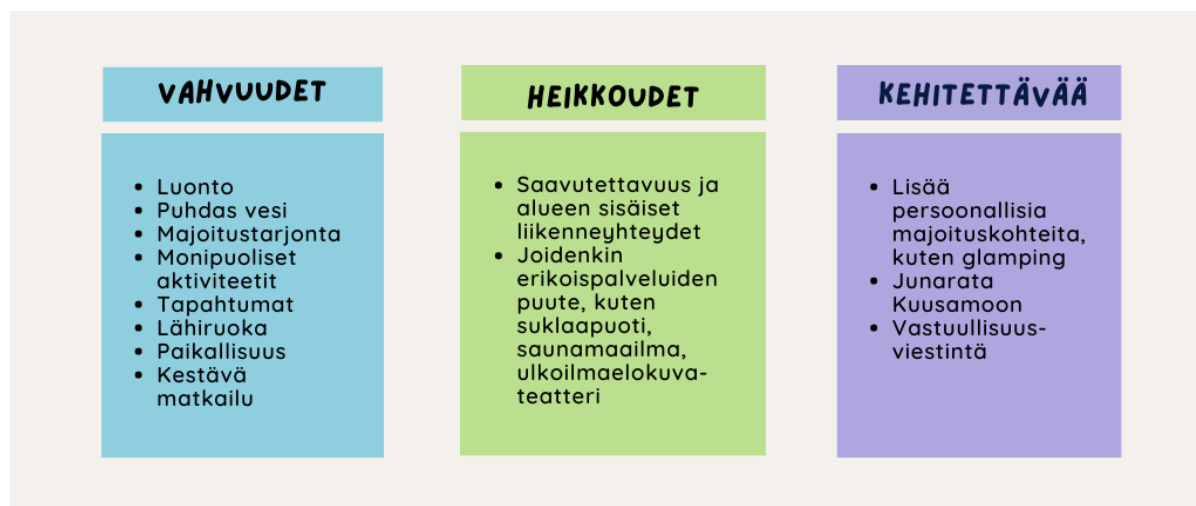 VAHVUUDET
• Luonto
• Puhdas vesi
• Majoitustarjonta
• Monipuoliset
aktiviteetit
• Tapahtumat
• Lähiruoka
• Paikallisuus
• Kestävä
matkailu
HEIKKOUDET
• Saavutettavuus ja
alueen sisäiset
liikenneyhteydet
• Joidenkin
erikoispalveluiden
puute, kuten
suklaapuoti,
saunamaailma,
ulkoilmaelokuva-
teatteri
KEHITETTÄVÄÄ
• Lisää
persoonallisia
majoituskohteita,
kuten glamping
• Junarata
Kuusamoon
• Vastuullisuus-
viestintä